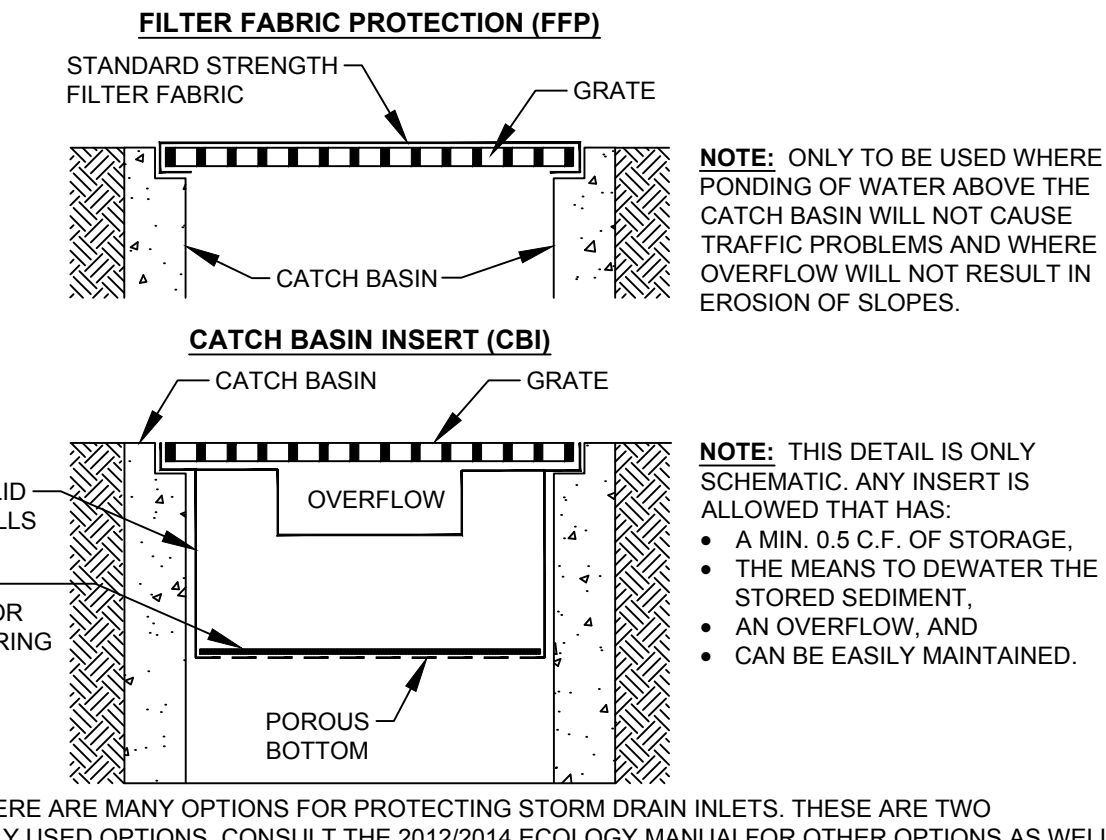 FILTER FABRIC PROTECTION (FFP)
STANDARD STRENGTH
FILTER FABRIC
GRATE
CATCH BASIN
NOTE: ONLY TO BE USED WHERE
PONDING OF WATER ABOVE THE
CATCH BASIN WILL NOT CAUSE
TRAFFIC PROBLEMS AND WHERE
OVERFLOW WILL NOT RESULT IN
EROSION OF SLOPES.
CATCH BASIN INSERT (CBI)
CATCH BASIN
GRATE
OVERFLOW
POROUS
BOTTOM
NOTE: THIS DETAIL IS ONLY
SCHEMATIC. ANY INSERT IS
ALLOWED THAT HAS:
• A MIN. 0.5 C.F. OF STORAGE,
• THE MEANS TO DEWATER THE
STORED SEDIMENT,
• AN OVERFLOW, AND
• CAN BE EASILY MAINTAINED.
ARE MANY OPTIONS FOR PROTECTING STORM DRAIN INLETS. THESE ARE TWO
USED OPTIONS. CONSULT THE 2012/2014 ECOLOGY MANUAL FOR OTHER OPTIONS AS WELL